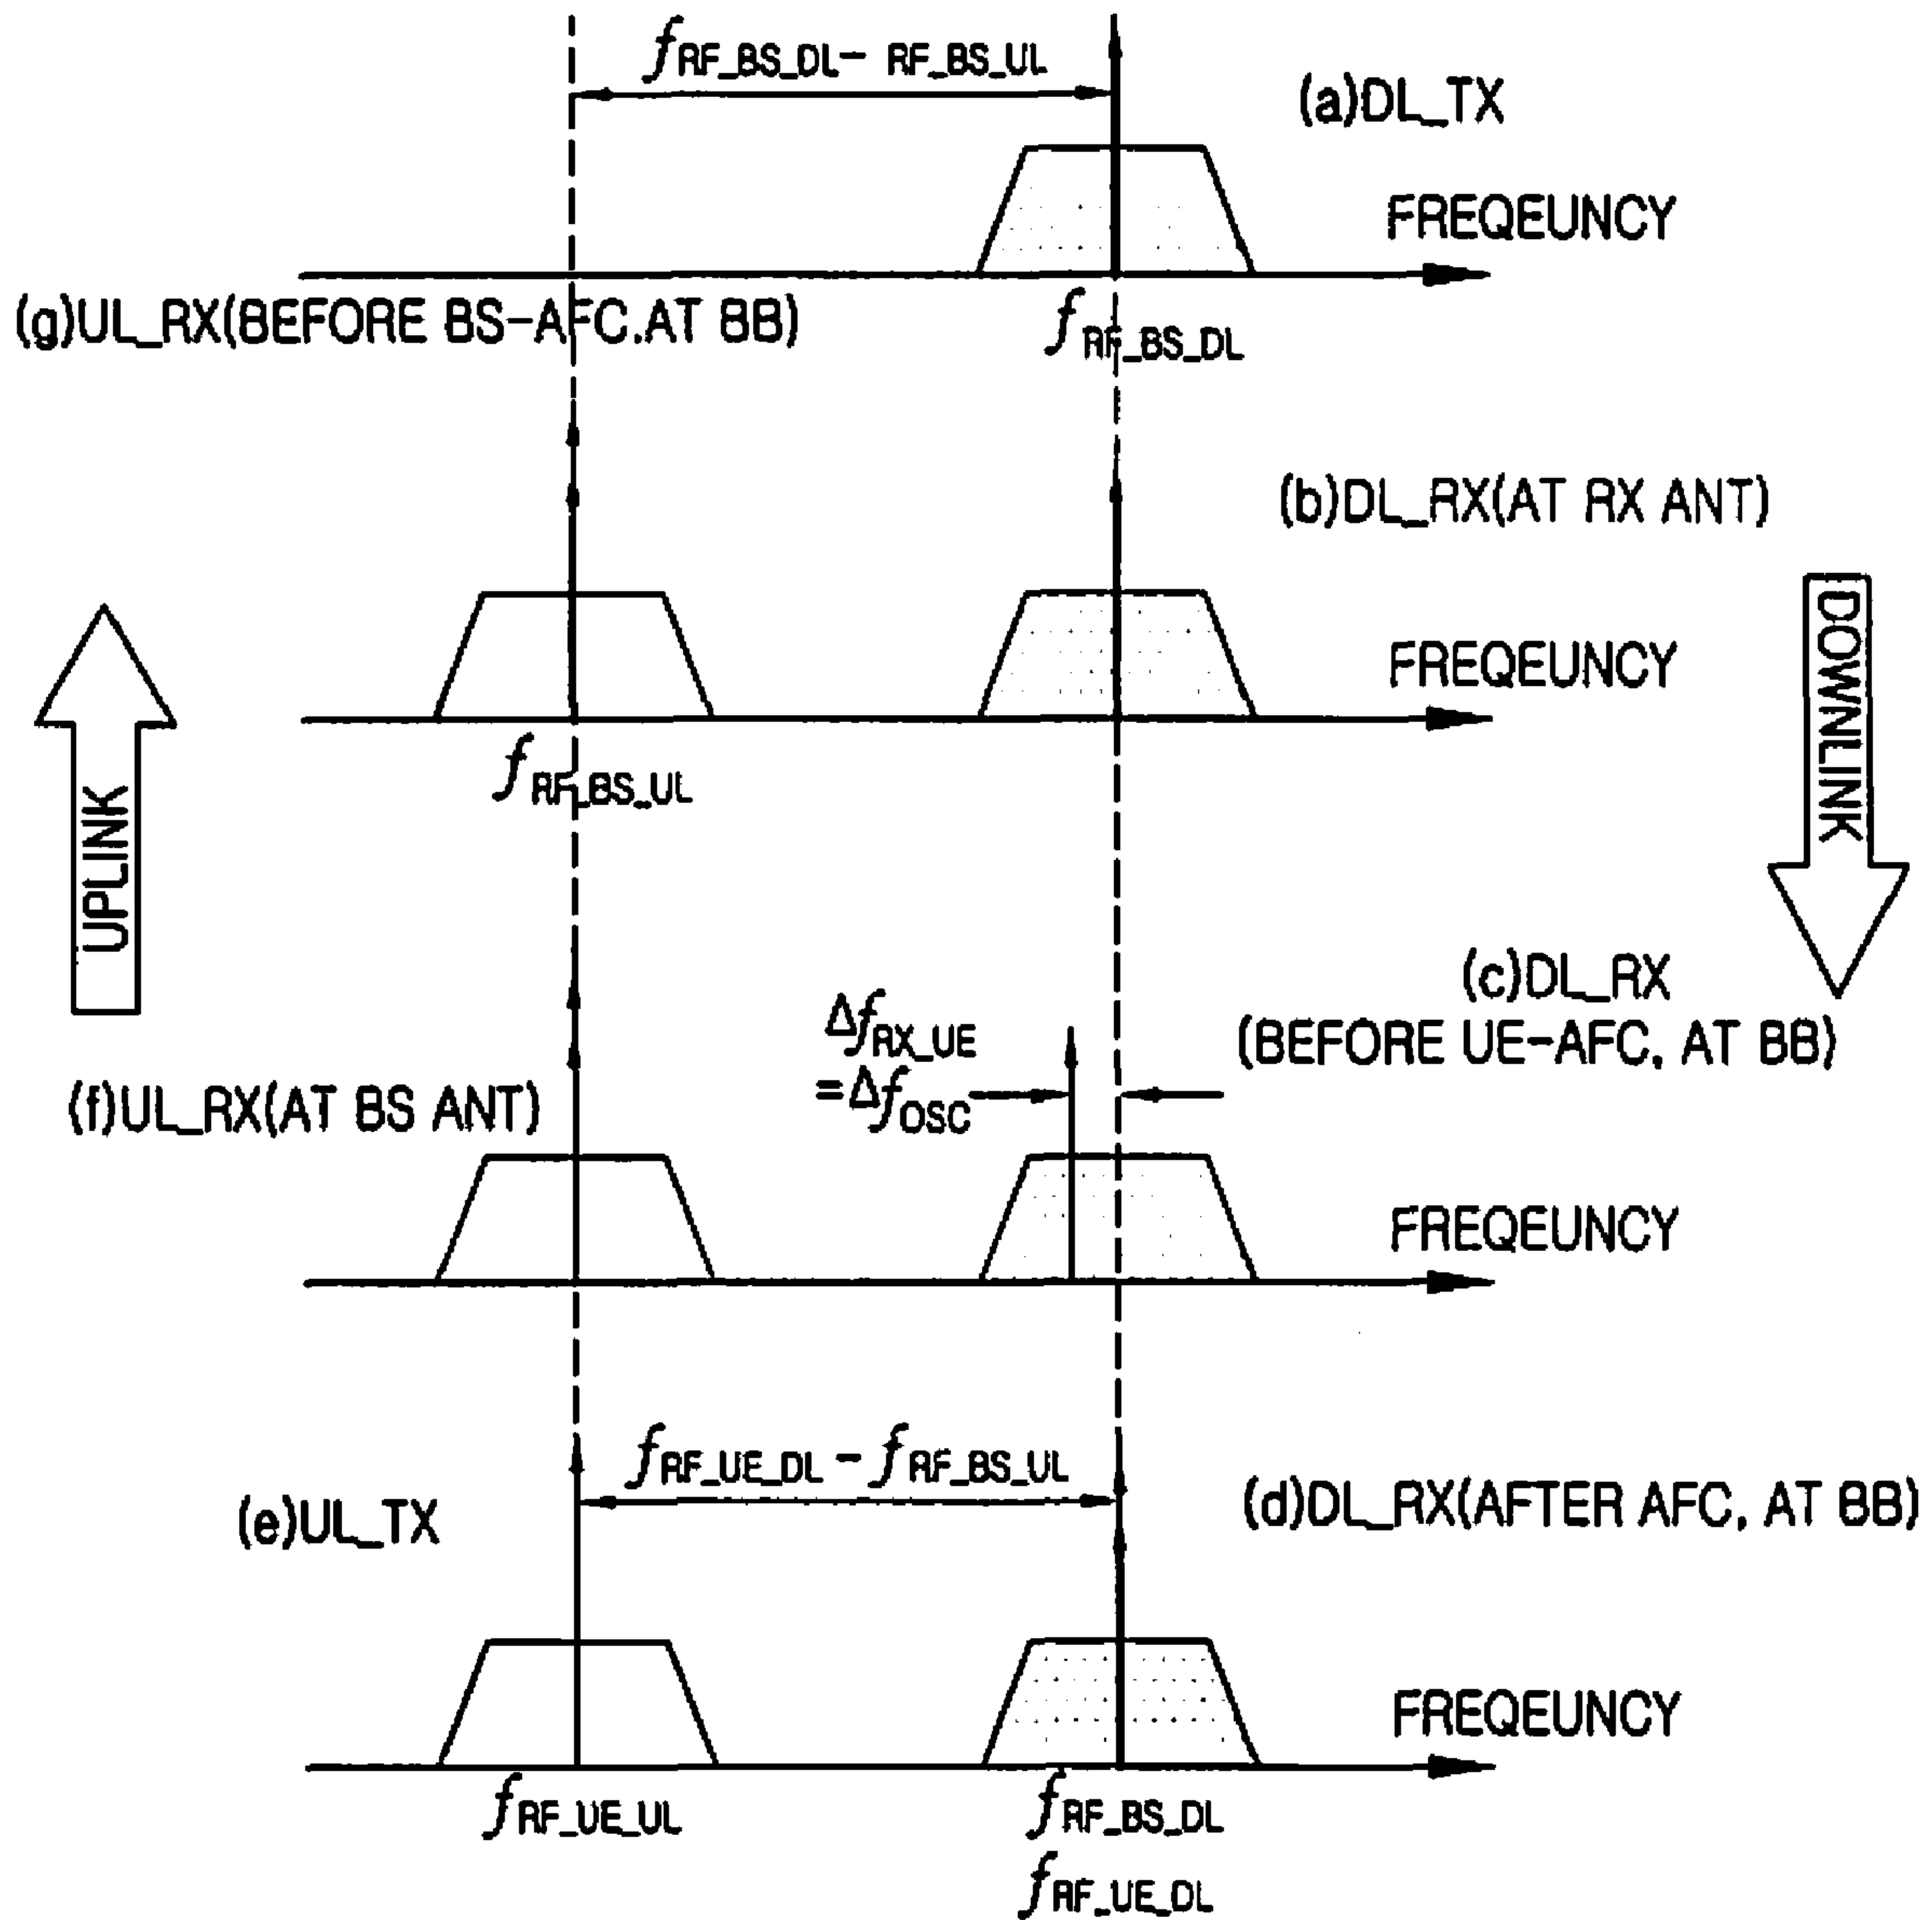 fRF_BS_DL− RF_BS_UL
(a)DL_TX
FREQEUNCY
(g)UL_RX(BEFORE BS-AFC.AT BB)
fRF_BS_DL
(b)DL_RX(AT RX ANT)
FREQEUNCY
fRF_BS_UL
UPLINK
DOWNLINK
(c)DL_RX
(BEFORE UE-AFC, AT BB)
ΔfRX_UE
=ΔfOSC
(f)UL_RX(AT BS ANT)
FREQEUNCY
fRF_UE_DL − fRF_BS_UL
(e)UL_TX
(d)DL_RX(AFTER AFC, AT BB)
FREQEUNCY
fRF_UE_UL
fRF_BS_DL
fRF_UE_DL